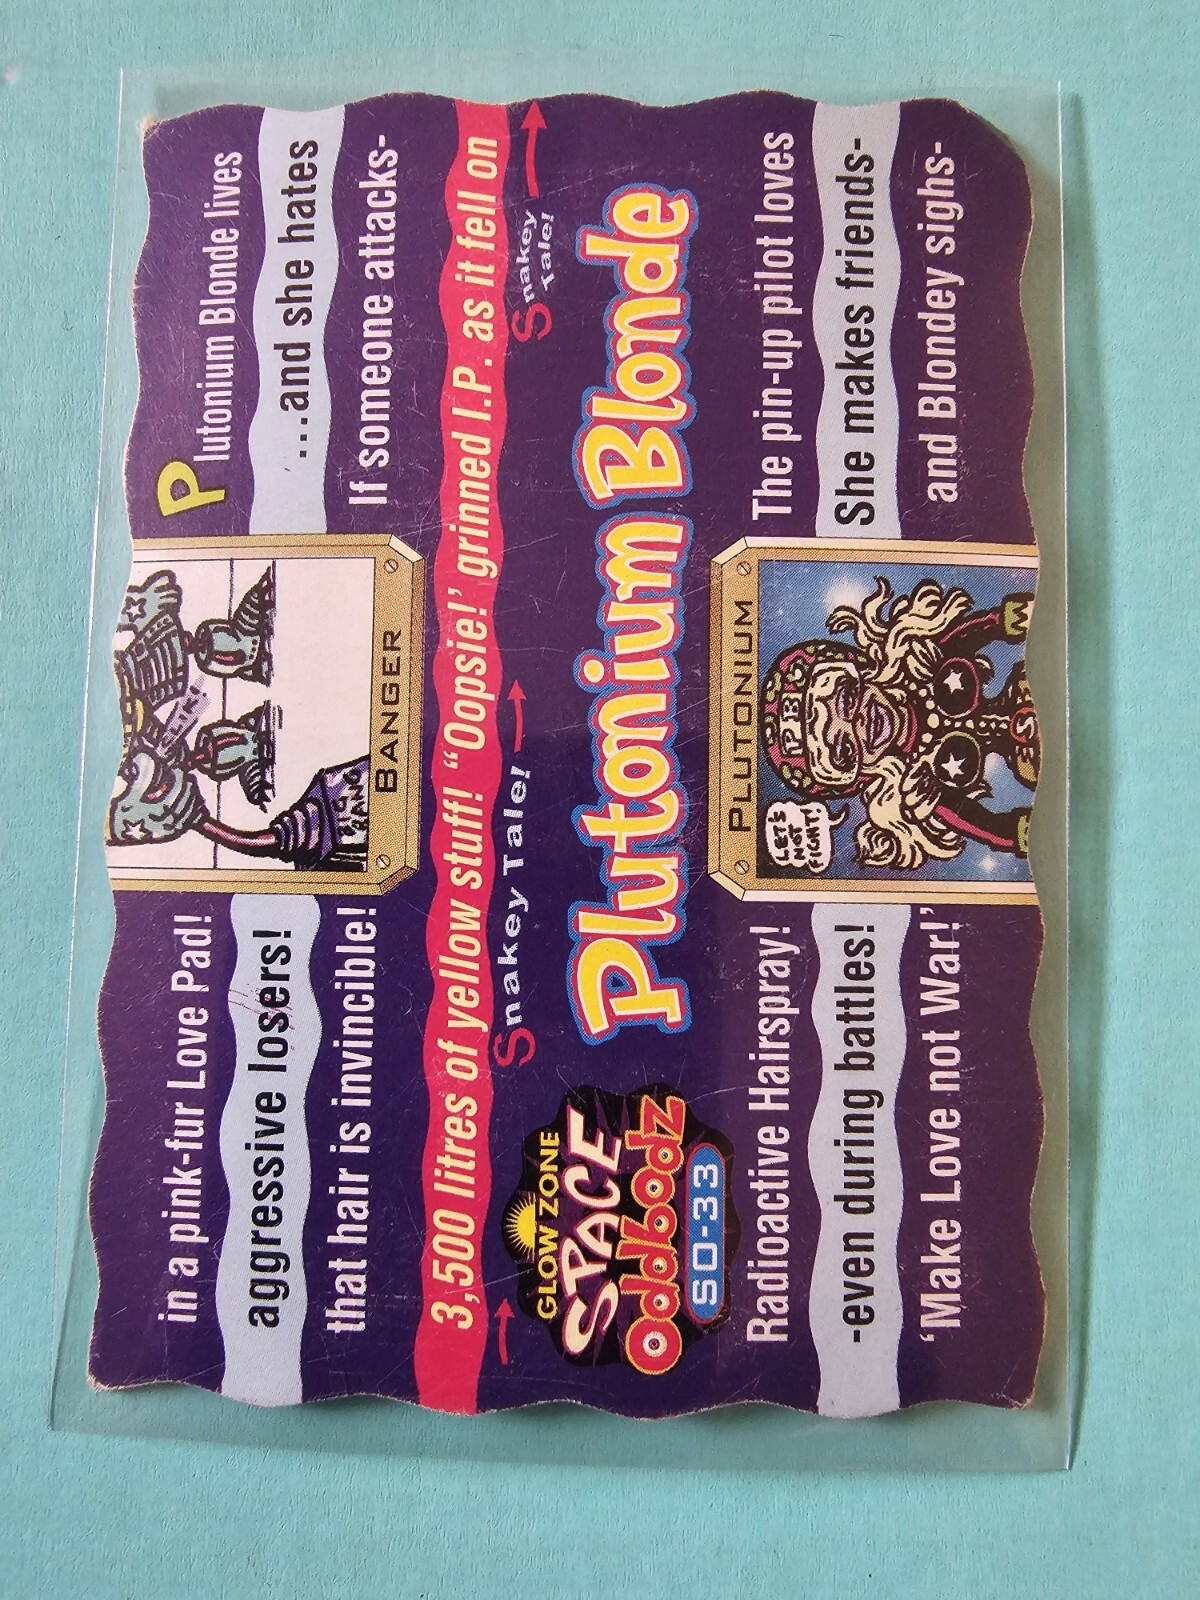 in a pink-fur Love Pad!
Plutonium Blonde lives
aggressive losers!
...and she hates
that hair is invincible!
If someone attacks-
BIG
BANG
BANGER
3,500 litres of yellow stuff! "Oopsie!' grinned I.P. as it fell on
Snakey Tale!
Snakey
Tale!
GLOW ZONE
SPACE
Oddbodz
SO-33
Plutonium Blonde
PLUTONIUM
LET'S
NOT
FIGHT!
PB
Radioactive Hairspray!
The pin-up pilot loves
-even during battles!
She makes friends-
'Make Love not War!'
and Blondey sighs-